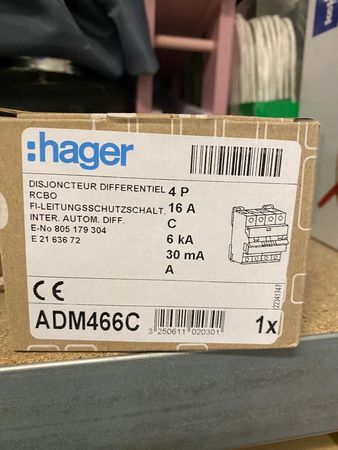 :hager
DISJONCTEUR DIFFERENTIEL 4 P
RCBO
FI-LEITUNGSSCHUTZSCHALT. 16 A
INTER. AUTOM. DIFF. C
E-No 805 179 304 6 kA
E 21 636 72 30 mA
A
22341747
CE
ADM466C
3 250611 020301
1x